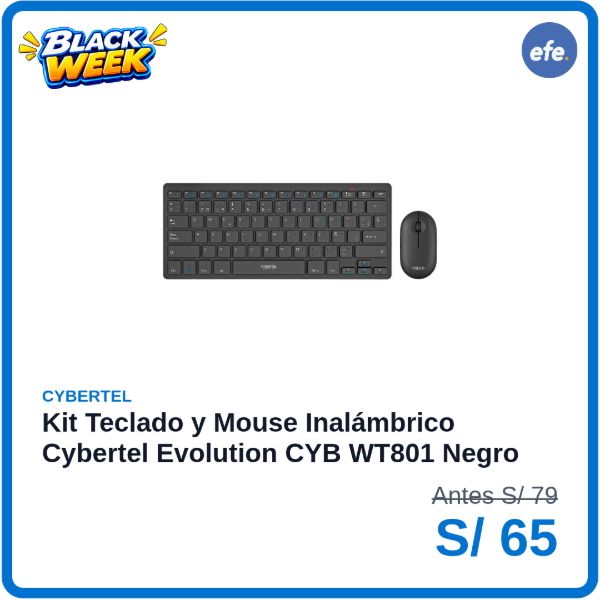 BLACK
WEEK
efe.
CYBERTEL
Kit Teclado y Mouse Inalámbrico
Cybertel Evolution CYB WT801 Negro
Antes S/ 79
S/ 65